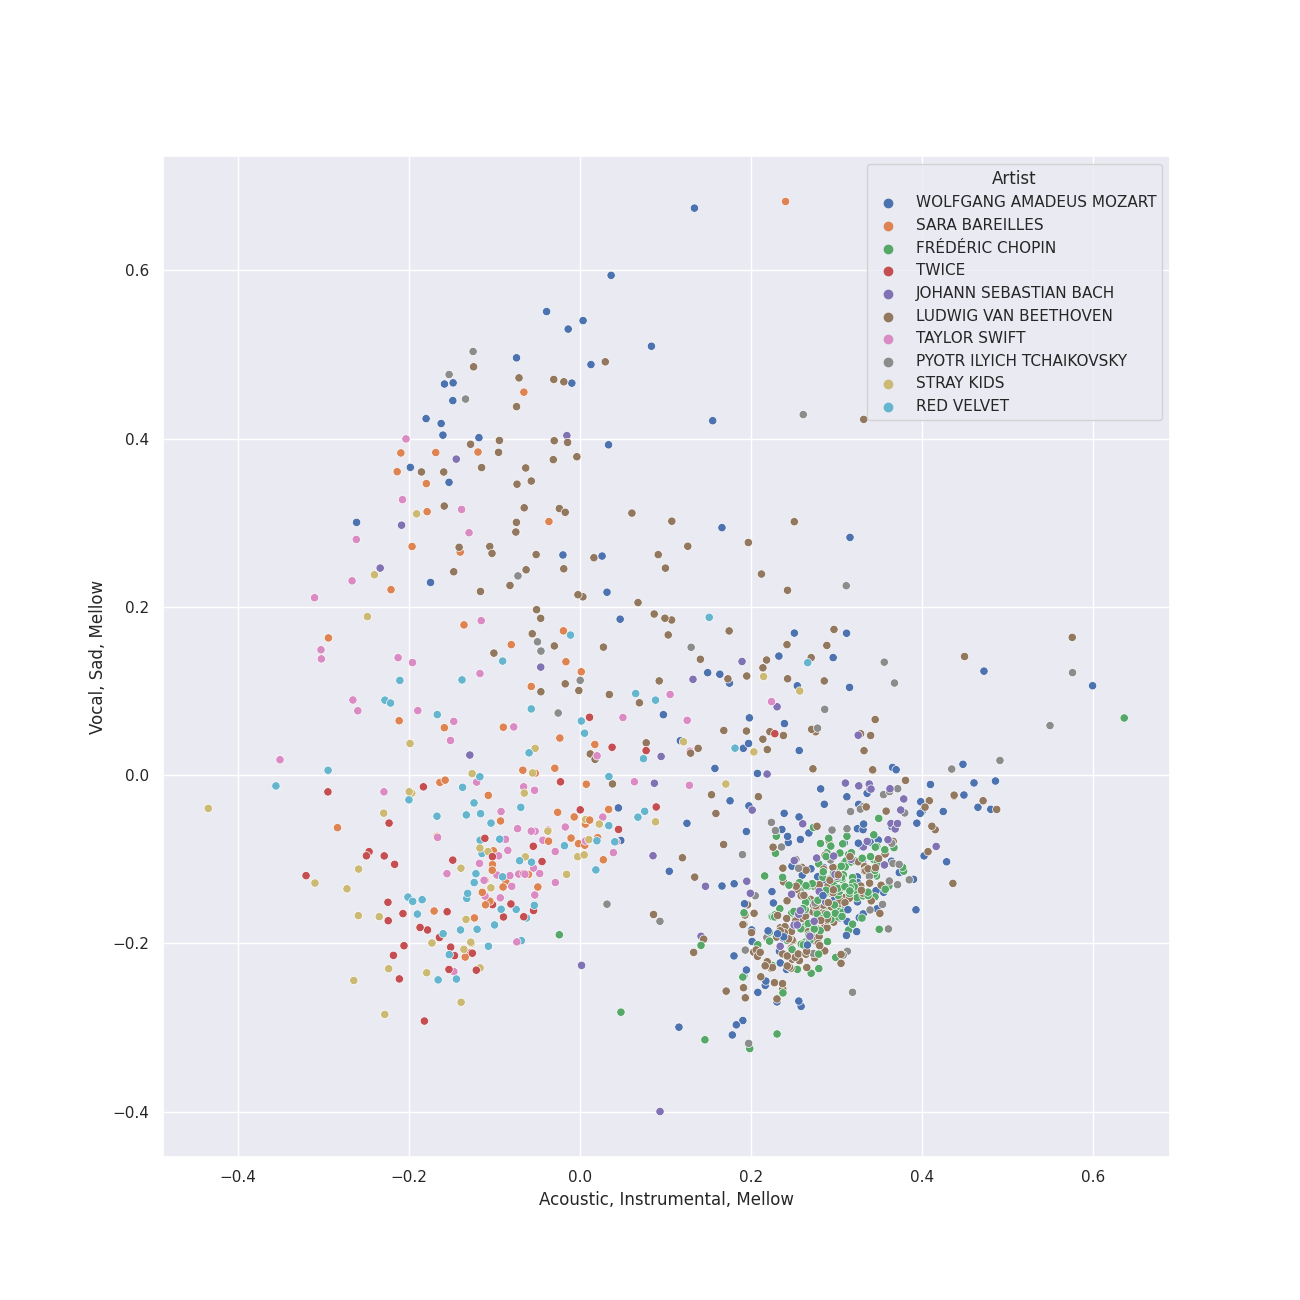 Artist
WOLFGANG AMADEUS MOZART
SARA BAREILLES
FRÉDÉRIC CHOPIN
TWICE
JOHANN SEBASTIAN BACH
LUDWIG VAN BEETHOVEN
TAYLOR SWIFT
PYOTR ILYICH TCHAIKOVSKY
STRAY KIDS
RED VELVET
0.6
0.4
0.2
0.0
−0.2
−0.4
Vocal, Sad, Mellow
−0.4 −0.2 0.0 0.2 0.4 0.6
Acoustic, Instrumental, Mellow